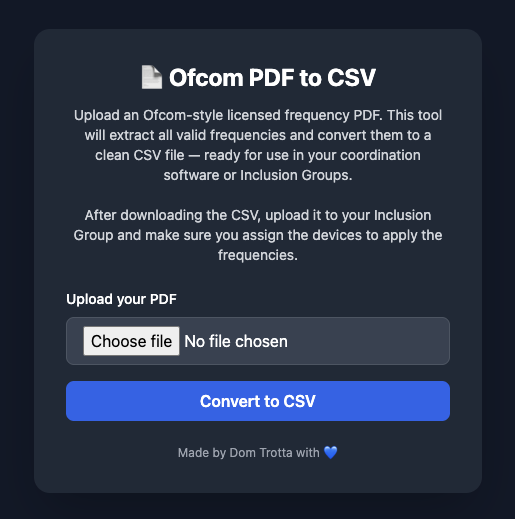 📄 Ofcom PDF to CSV
Upload an Ofcom-style licensed frequency PDF. This tool
will extract all valid frequencies and convert them to a
clean CSV file — ready for use in your coordination
software or Inclusion Groups.
After downloading the CSV, upload it to your Inclusion
Group and make sure you assign the devices to apply the
frequencies.
Upload your PDF
Choose file No file chosen
Convert to CSV
Made by Dom Trotta with 💙